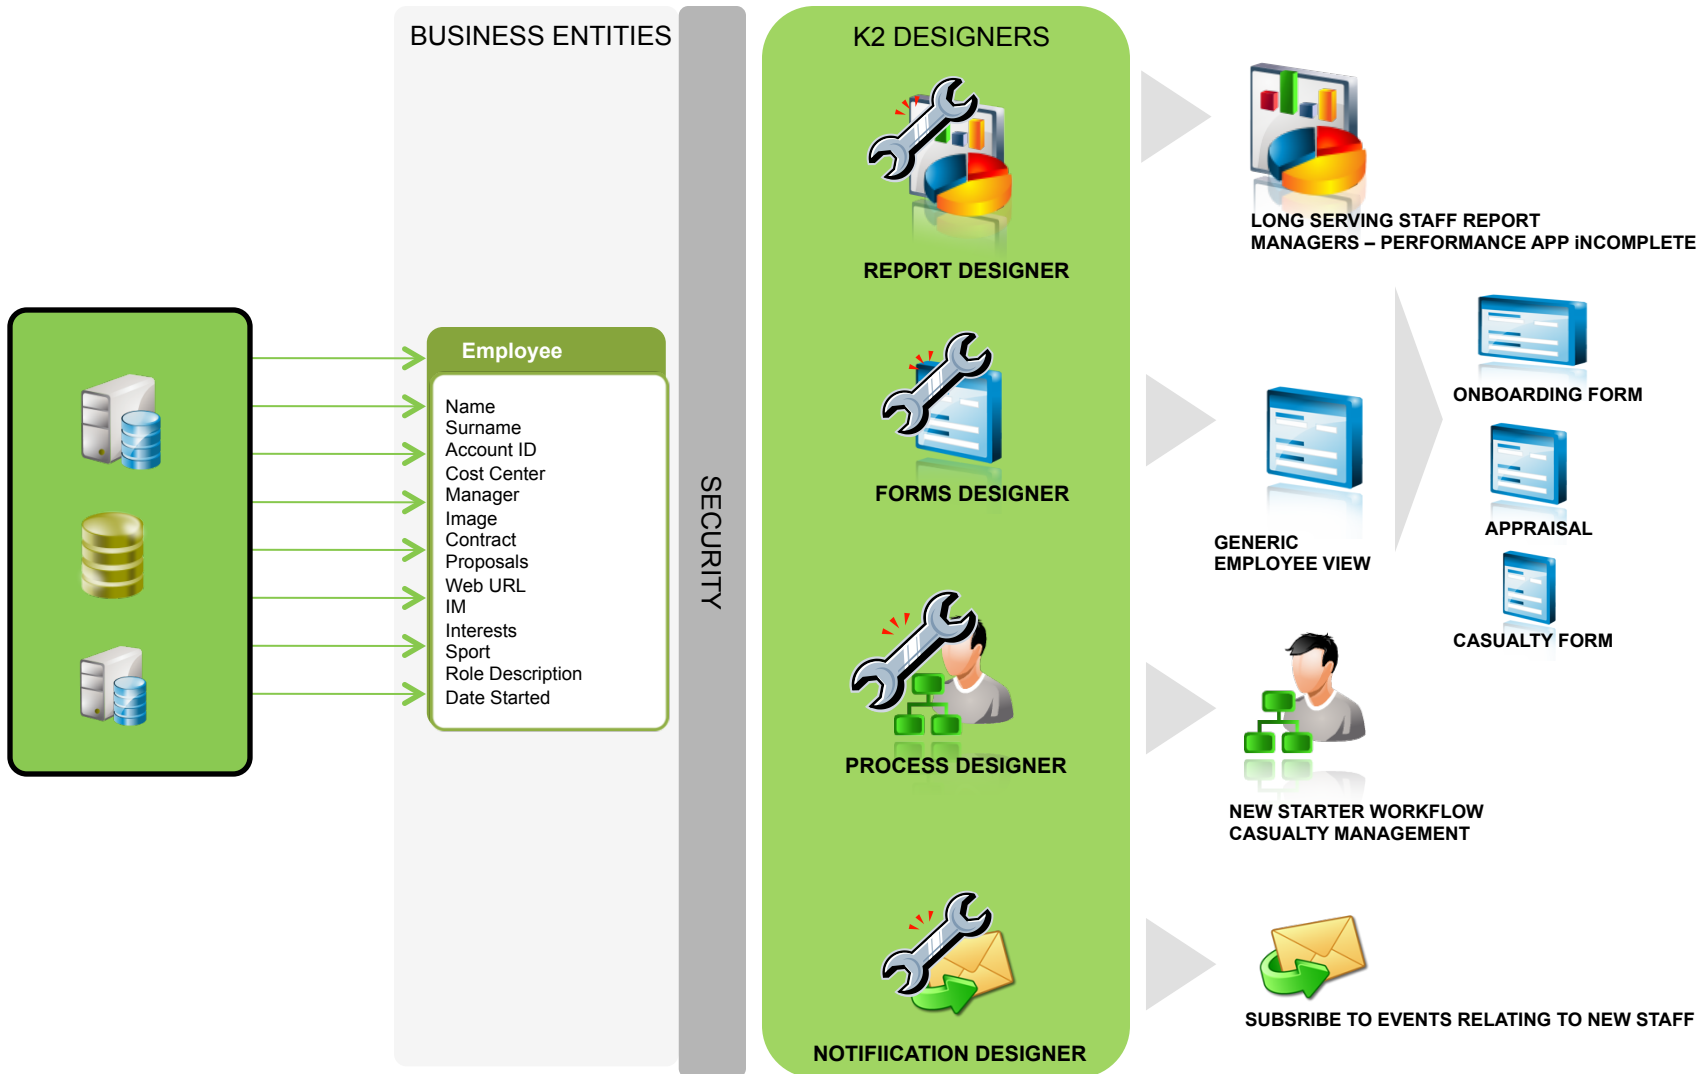 BUSINESS ENTITIES
K2 DESIGNERS
REPORT DESIGNER
LONG SERVING STAFF REPORT
MANAGERS – PERFORMANCE APP iNCOMPLETE
Employee
Name
Surname
Account ID
Cost Center
Manager
Image
Contract
Proposals
Web URL
IM
Interests
Sport
Role Description
Date Started
SECURITY
FORMS DESIGNER
GENERIC
EMPLOYEE VIEW
ONBOARDING FORM
APPRAISAL
CASUALTY FORM
PROCESS DESIGNER
NEW STARTER WORKFLOW
CASUALTY MANAGEMENT
NOTIFIICATION DESIGNER
SUBSRIBE TO EVENTS RELATING TO NEW STAFF